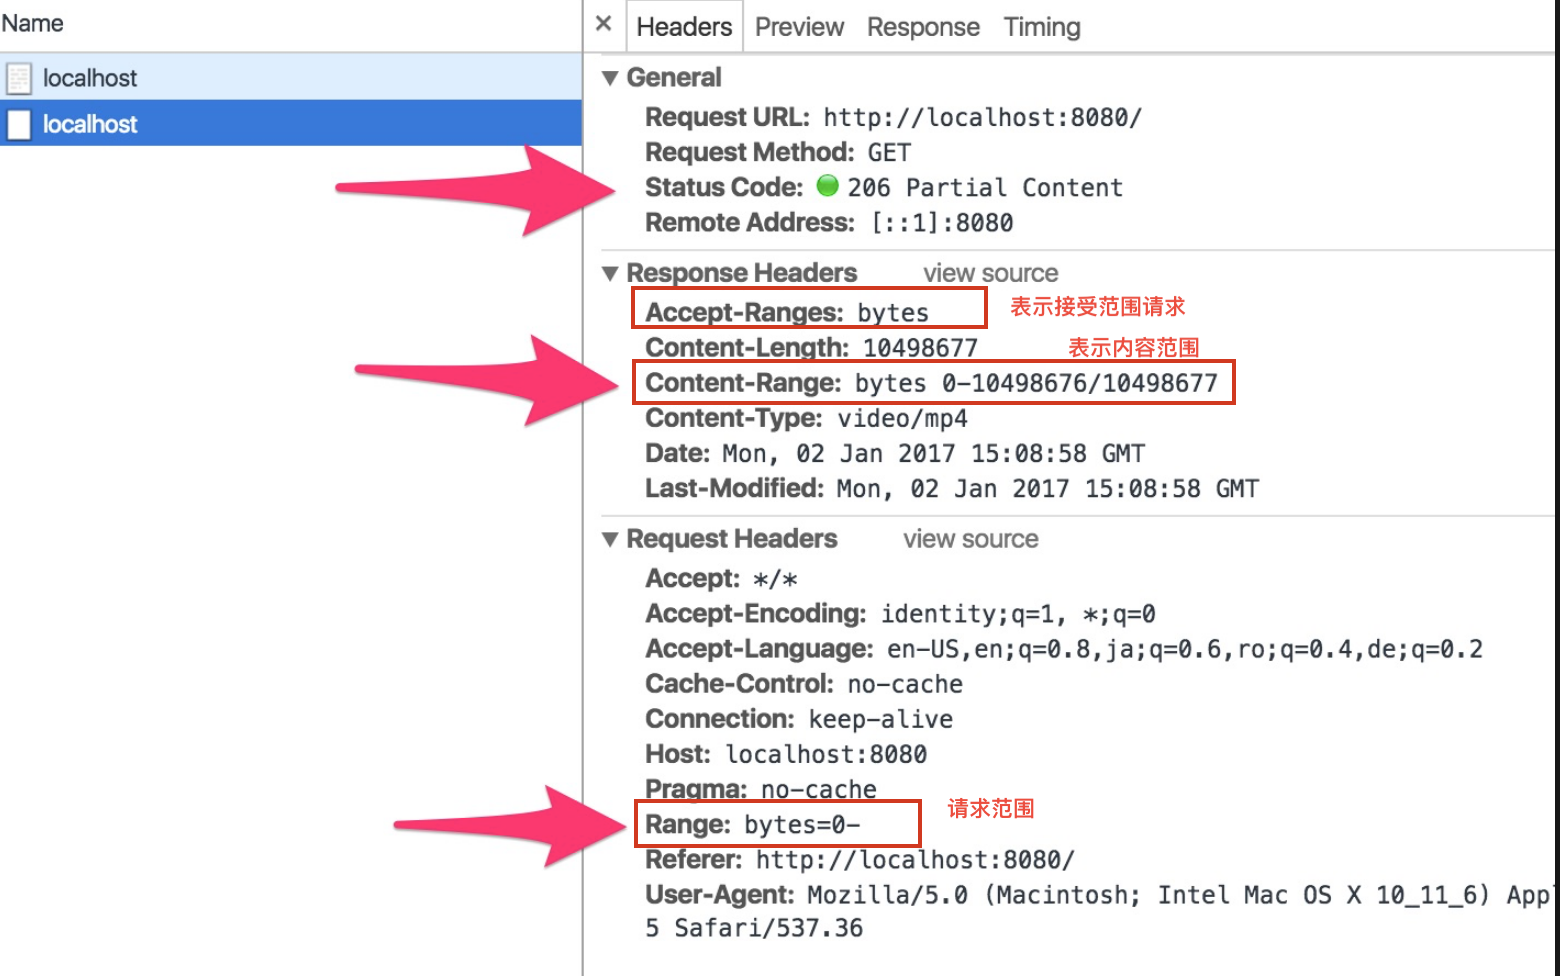 Name
localhost
localhost
× Headers Preview Response Timing
▼ General
Request URL: http://localhost:8080/
Request Method: GET
Status Code: 206 Partial Content
Remote Address: [::1]:8080
▼ Response Headers view source
Accept-Ranges: bytes 表示接受范围请求
Content-Length: 10498677 表示内容范围
Content-Range: bytes 0-10498676/10498677
Content-Type: video/mp4
Date: Mon, 02 Jan 2017 15:08:58 GMT
Last-Modified: Mon, 02 Jan 2017 15:08:58 GMT
▼ Request Headers view source
Accept: */*
Accept-Encoding: identity;q=1, *;q=0
Accept-Language: en-US,en;q=0.8,ja;q=0.6,ro;q=0.4,de;q=0.2
Cache-Control: no-cache
Connection: keep-alive
Host: localhost:8080
Pragma: no-cache
Range: bytes=0- 请求范围
Referer: http://localhost:8080/
User-Agent: Mozilla/5.0 (Macintosh; Intel Mac OS X 10_11_6) App
5 Safari/537.36